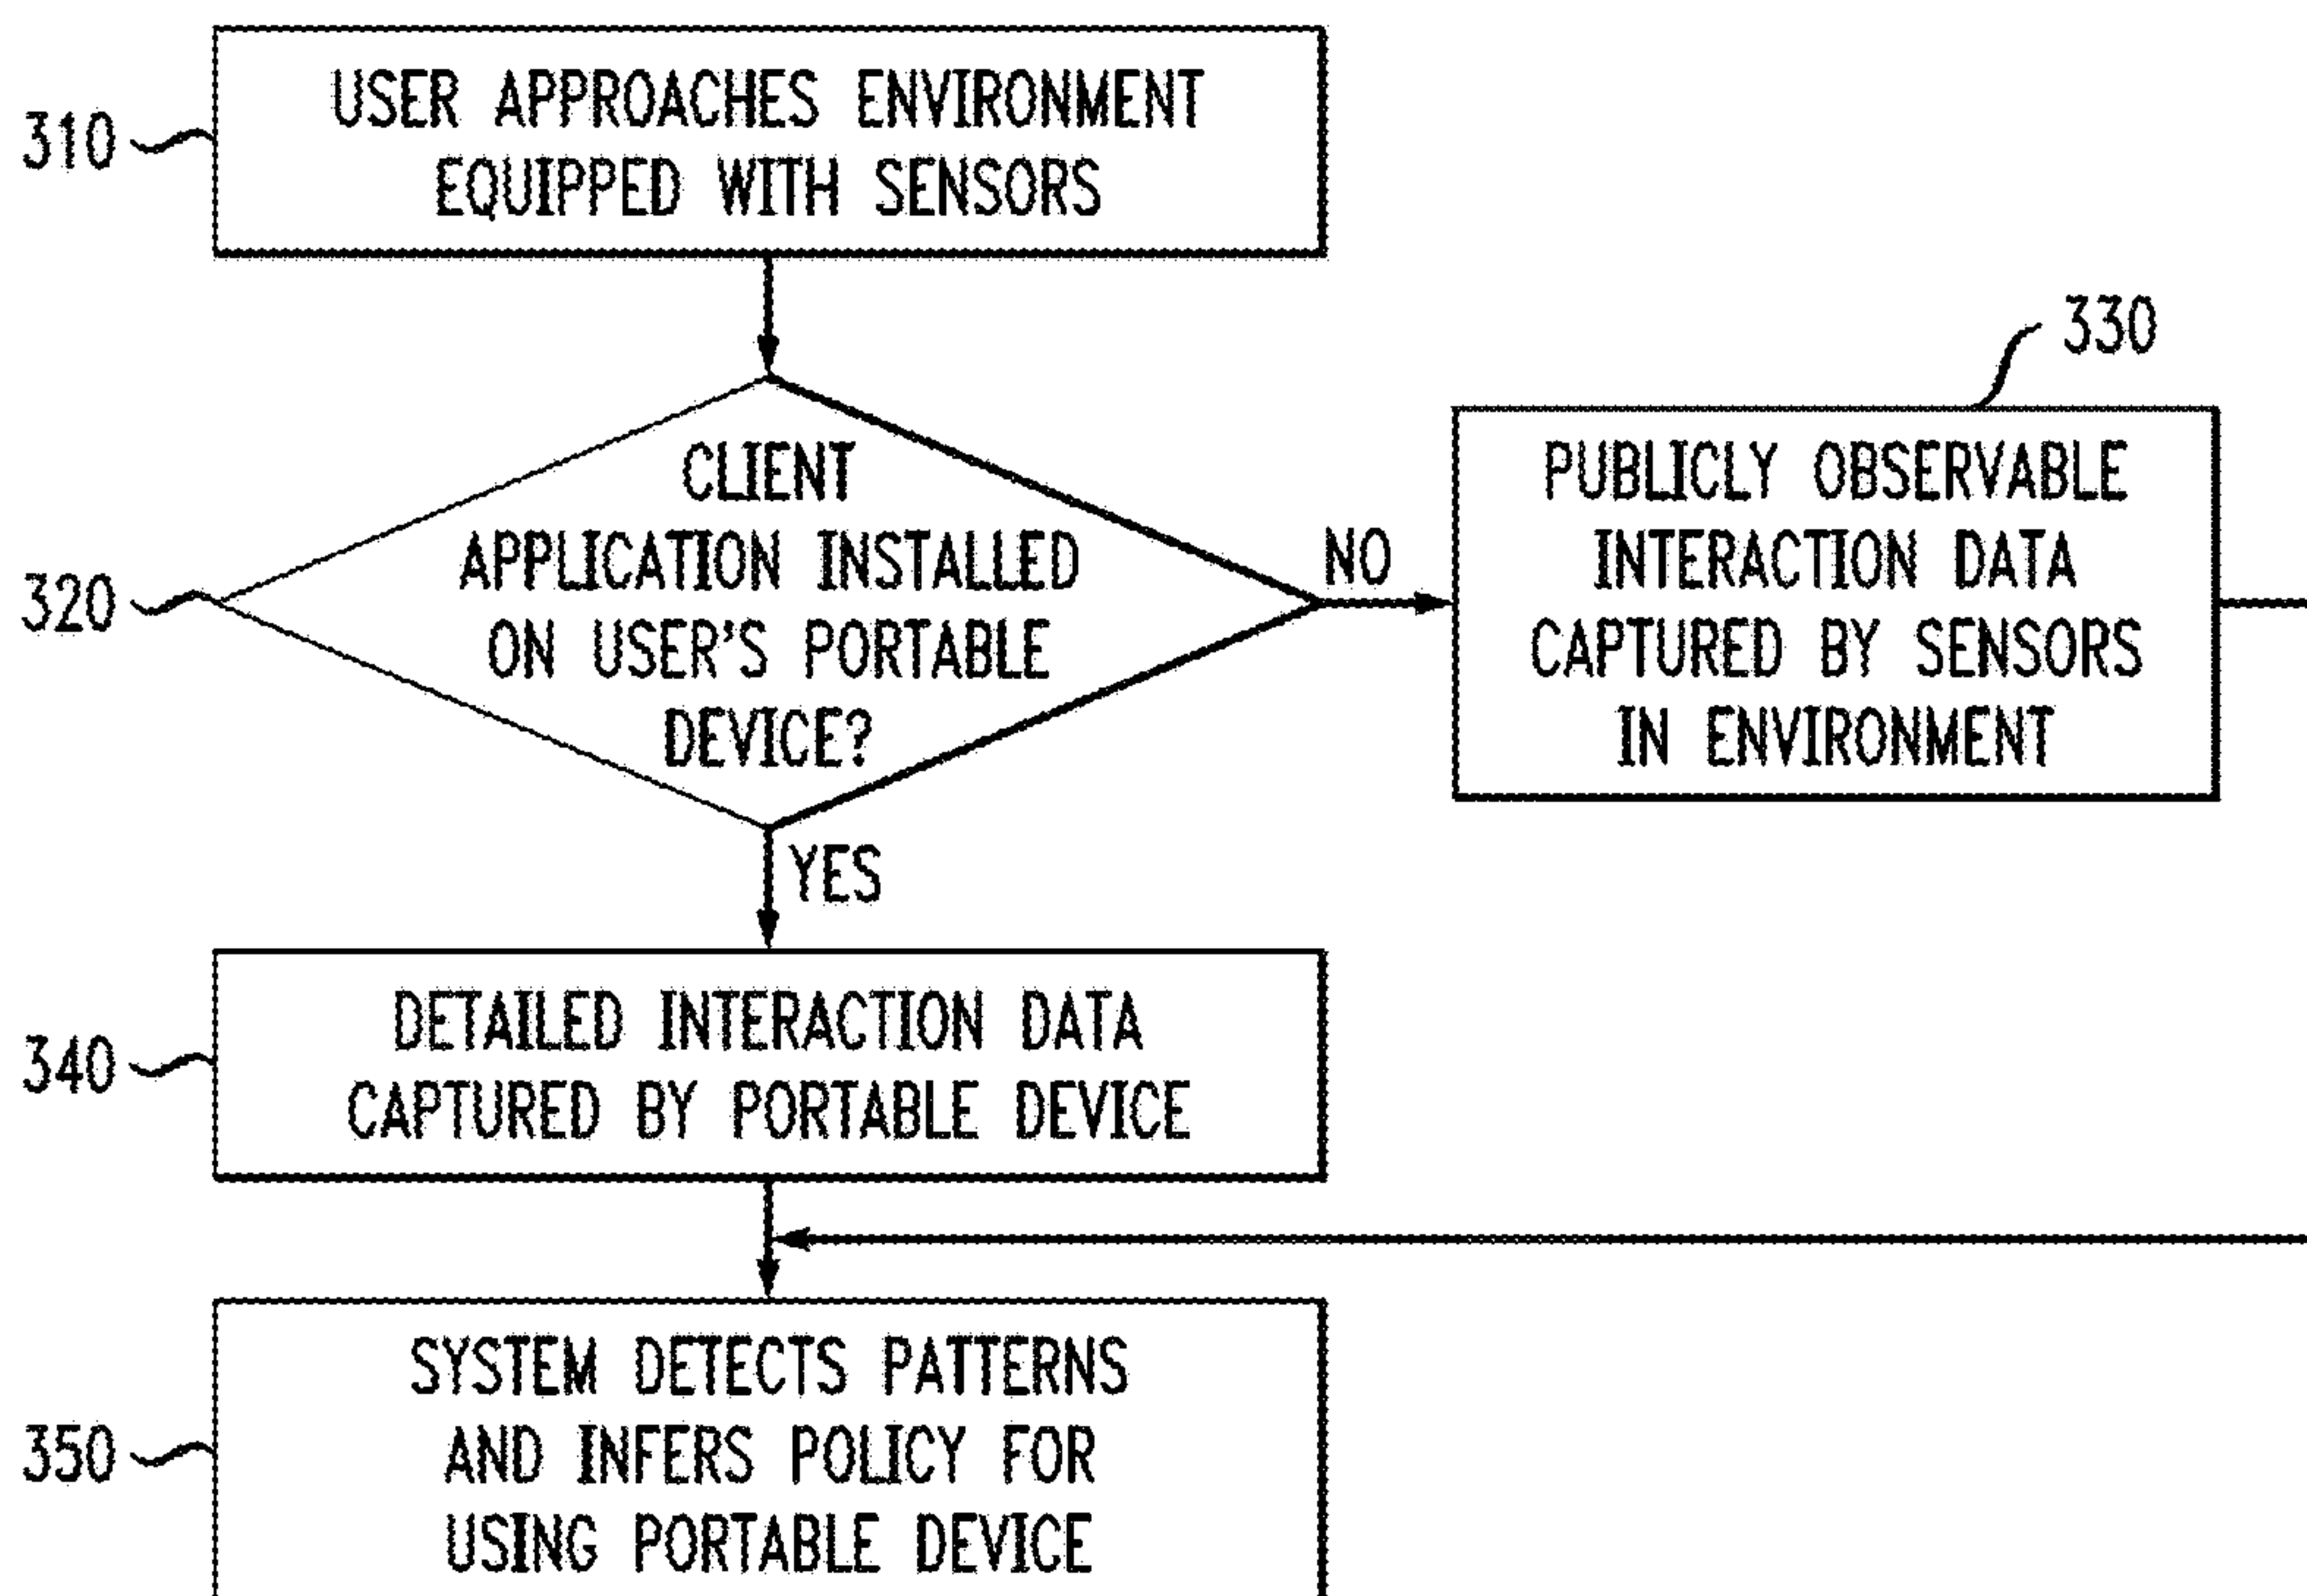 310
USER APPROACHES ENVIRONMENT
EQUIPPED WITH SENSORS
320
CLIENT
APPLICATION INSTALLED
ON USER'S PORTABLE
DEVICE?
NO
330
PUBLICLY OBSERVABLE
INTERACTION DATA
CAPTURED BY SENSORS
IN ENVIRONMENT
YES
340
DETAILED INTERACTION DATA
CAPTURED BY PORTABLE DEVICE
350
SYSTEM DETECTS PATTERNS
AND INFERS POLICY FOR
USING PORTABLE DEVICE